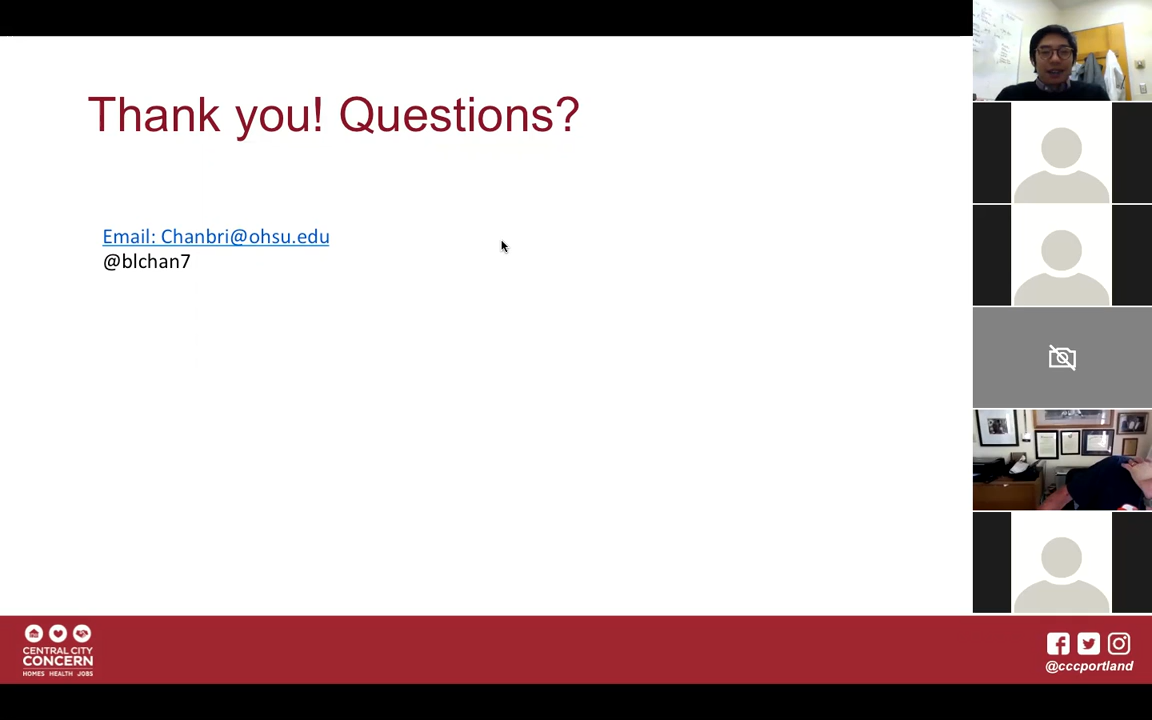 Thank you! Questions?
Email: Chanbri@ohsu.edu
@blchan7
CENTRAL CITY
CONCERN
HOMES HEALTH JOBS
@cccportland